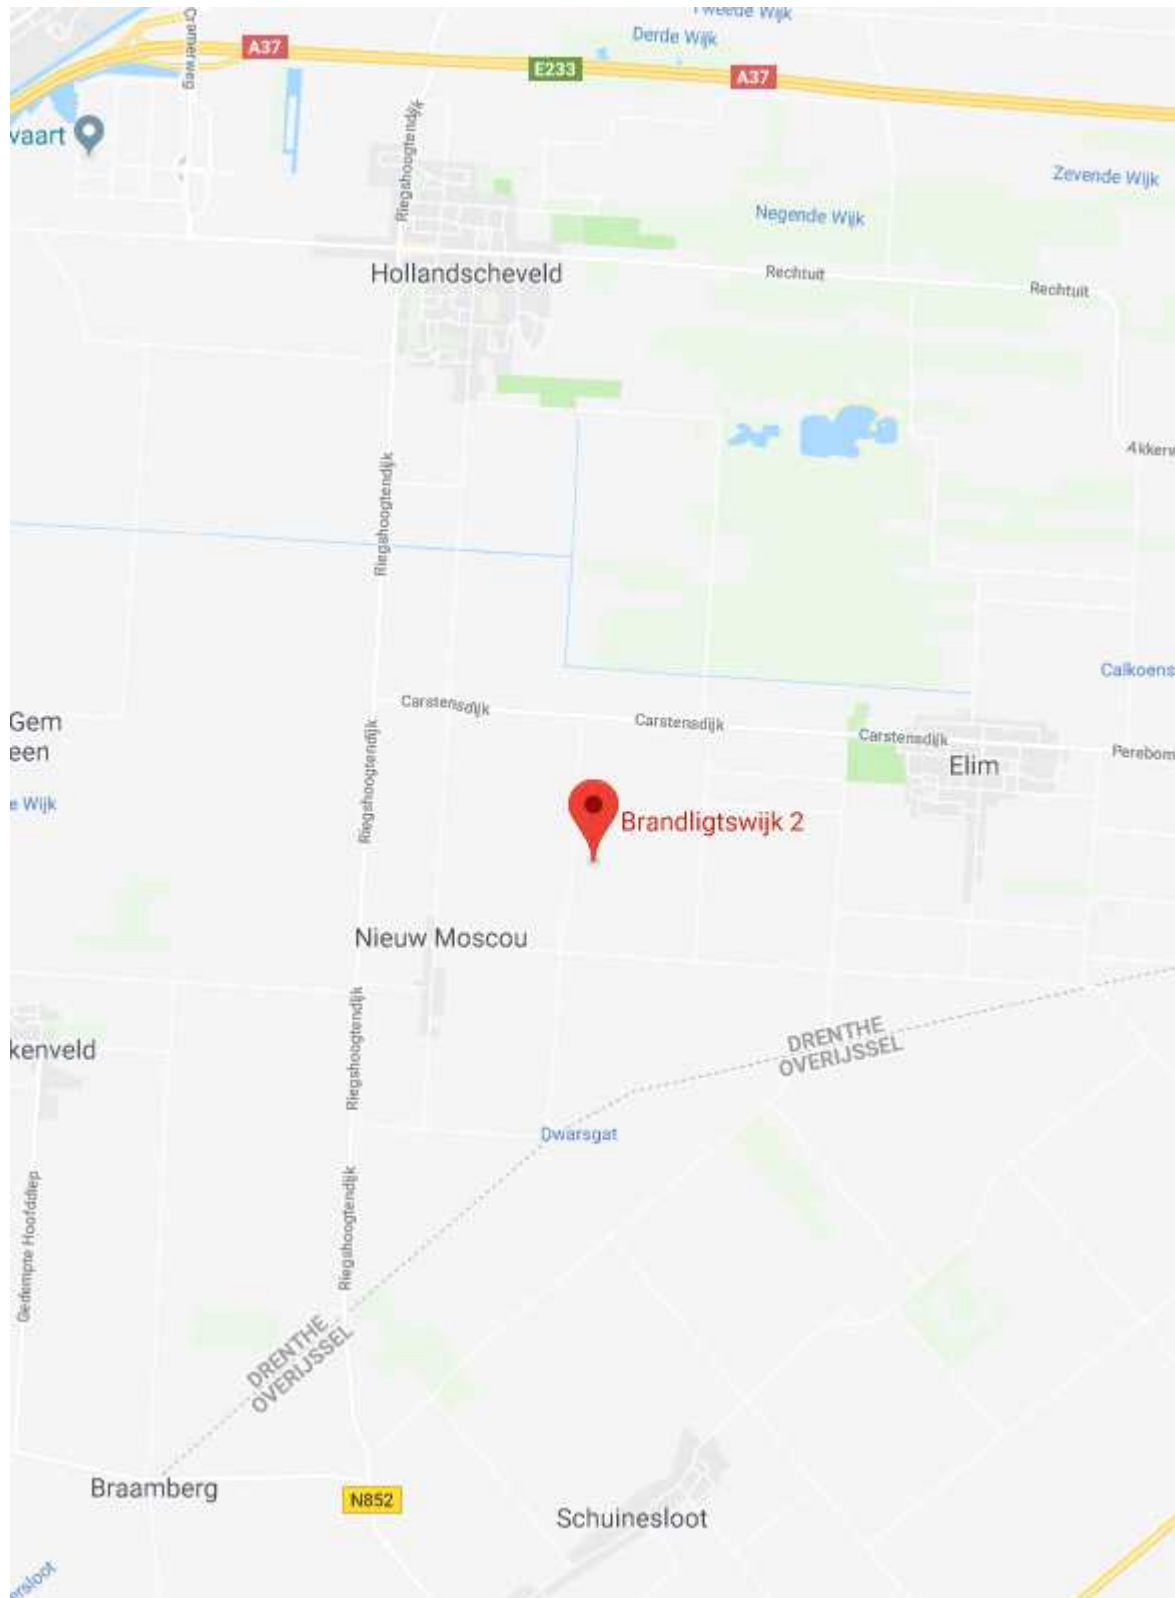 Tweede Wijk
Derde Wijk
Cramerweg
A37
E233
A37
vaart
Riegshoogtendijk
Zevende Wijk
Negende Wijk
Hollandscheveld
Rechtuit
Rechtuit
Akkerw
Riegshoogtendijk
Calkoens
Carstensdijk
Carstensdijk
Carstensdijk
Gem
een
Riegshoogtendijk
Perebom
Elim
e Wijk
Brandligtswijk 2
Nieuw Moscou
Riegshoogtendijk
DRENTHE
OVERIJSSEL
kenveld
Dwarsgat
Gedempte Hoofddiep
Riegshoogtendijk
DRENTHE
OVERIJSSEL
Braamberg
N852
Schuinesloot
ersloot